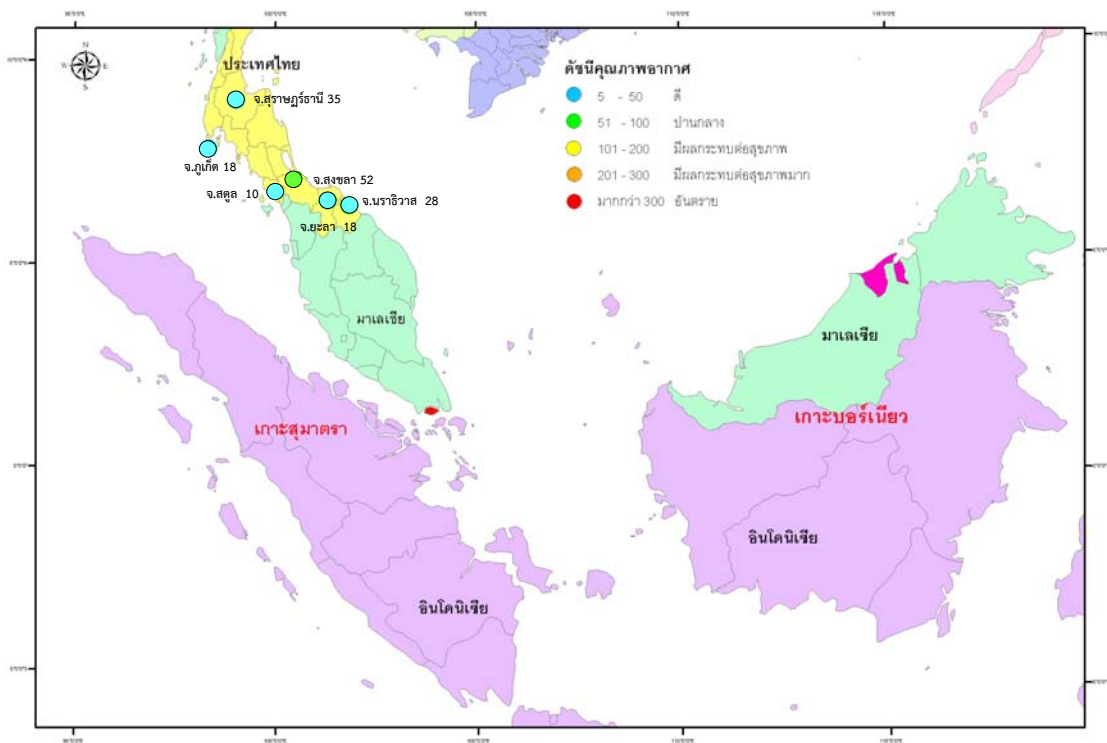 N
W
E
S
ประเทศไทย
จ.สุราษฏร์ธานี 35
จ.ภูเก็ต 18
จ.สงขลา 52
จ.สตูล 10
จ.นราธิวาส 28
จ.ยะลา 18
ดัชนีคุณภาพอากาศ
5 - 50 ดี
51 - 100 ปานกลาง
101 - 200 มีผลกระทบต่อสุขภาพ
201 - 300 มีผลกระทบต่อสุขภาพมาก
มากกว่า 300 อันตราย
มาเลเซีย
มาเลเซีย
เกาะสุมาตรา
เกาะบอร์เนียว
อินโดนิเซีย
อินโดนิเซีย